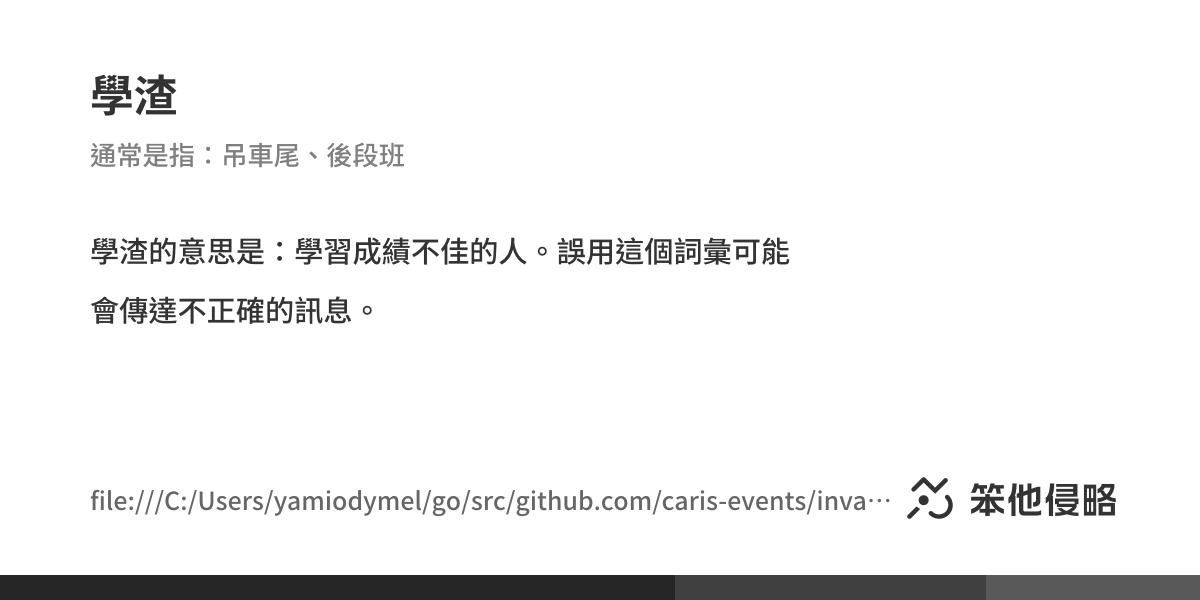 學渣
通常是指：吊車尾、後段班
學渣的意思是：學習成績不佳的人。誤用這個詞彙可能
會傳達不正確的訊息。
file:///C:/Users/yamiodymel/go/src/github.com/caris-events/inva⋯
笨他侵略